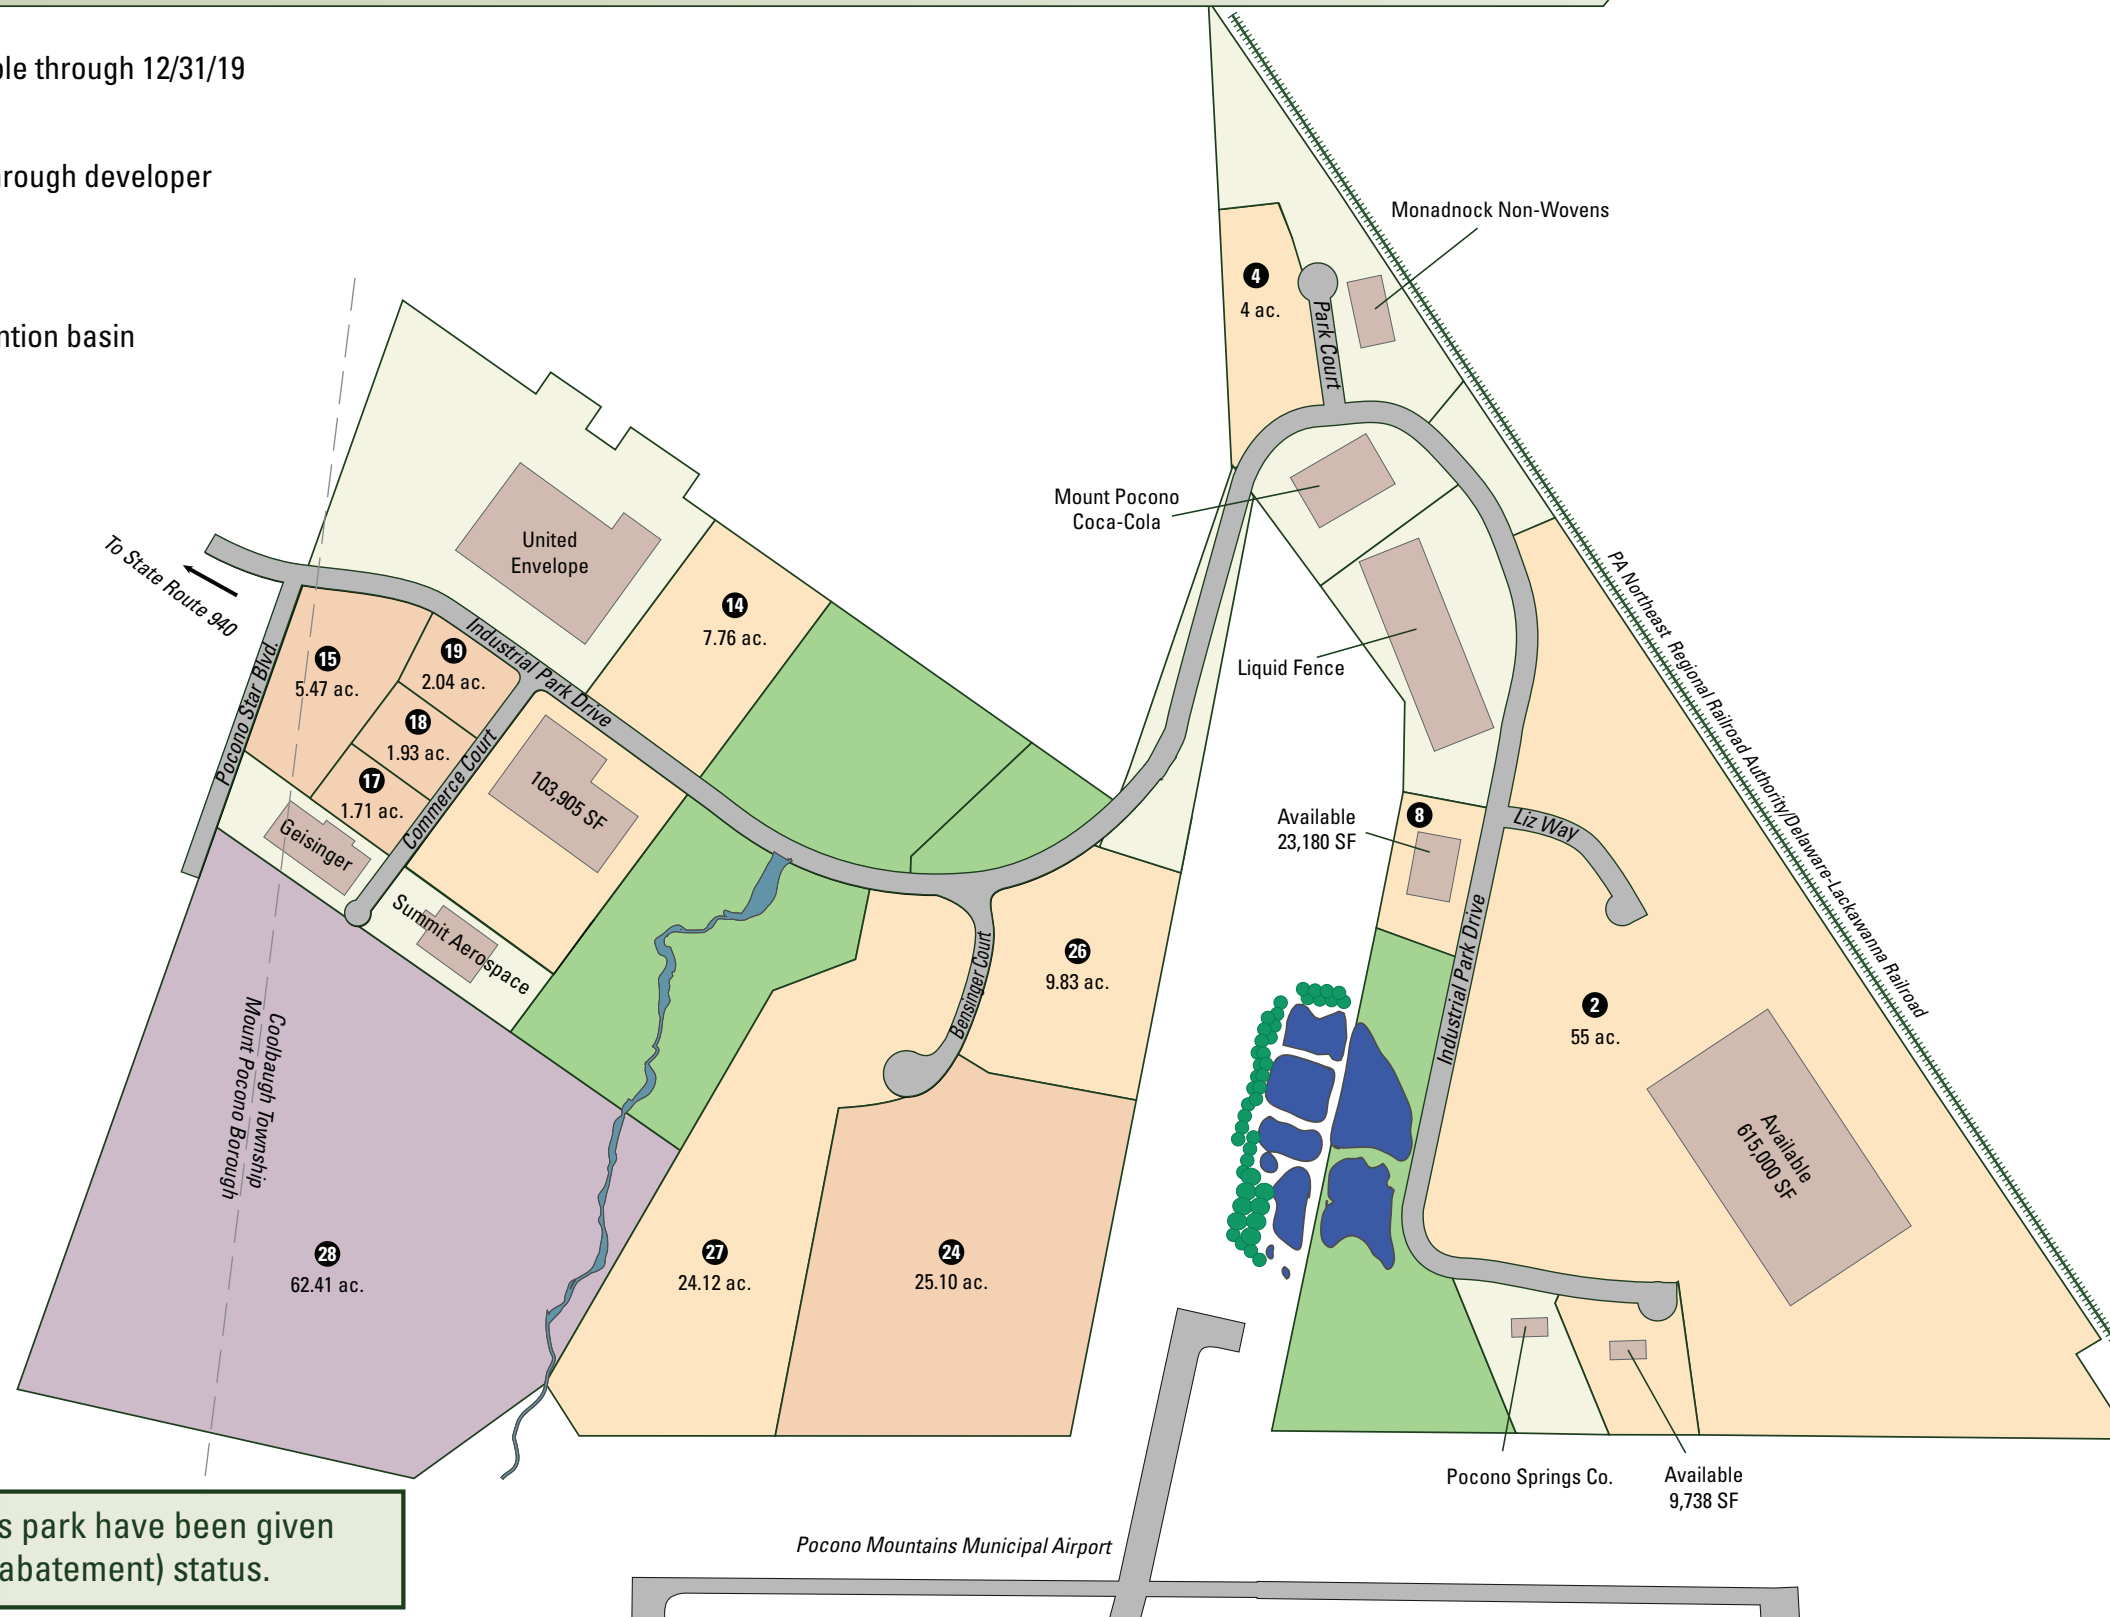 ole through 12/31/19
rough developer
ntion basin
Monadnock Non-Wovens
4
4 ac.
Park Court
Mount Pocono
Coca-Cola
To State Route 940
United
Envelope
14
7.76 ac.
15
5.47 ac.
19
2.04 ac.
18
1.93 ac.
17
1.71 ac.
Industrial Park Drive
Pocono Star Blvd.
Commerce Court
103,905 SF
Geisinger
Summit Aerospace
Liquid Fence
PA Northeast Regional Railroad Authority/Delaware-Lackawanna Railroad
Available
23,180 SF
8
Liz Way
Industrial Park Drive
26
9.83 ac.
Bensinger Court
2
55 ac.
Available
615,000 SF
Coolbaugh Township
Mount Pocono Borough
28
62.41 ac.
27
24.12 ac.
24
25.10 ac.
Pocono Springs Co.
Available
9,738 SF
s park have been given
abatement) status.
Pocono Mountains Municipal Airport